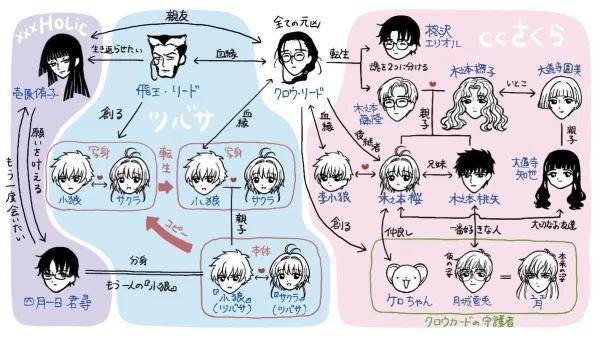 xxxHoLic
親友
生き返らせたい
血縁
壱原侑子
飛王・リード
ツバサ
全ての元凶
クロウ・リード
転生
魂を2つに分ける
柊沢
エリオル
ccさくら
木之本
藤隆
木之本撫子
いとこ
大道寺園美
親子
親子
創る
血縁
血縁
後継者
写身
転生
写身
小狼
サクラ
小狼
サクラ
李小狼
木之本桜
兄妹
木之本桃矢
大道寺
知世
願いを叶える
もう一度会いたい
コピー
親子
創る
仲良し
一番好きな人
大切なお友達
四月一日君尋
分身
もう一人の『小狼』
本体
『小狼』
(ツバサ)
『サクラ』
(ツバサ)
ケロちゃん
仮の姿
月城雪兎
本来の姿
月
クロウカードの守護者